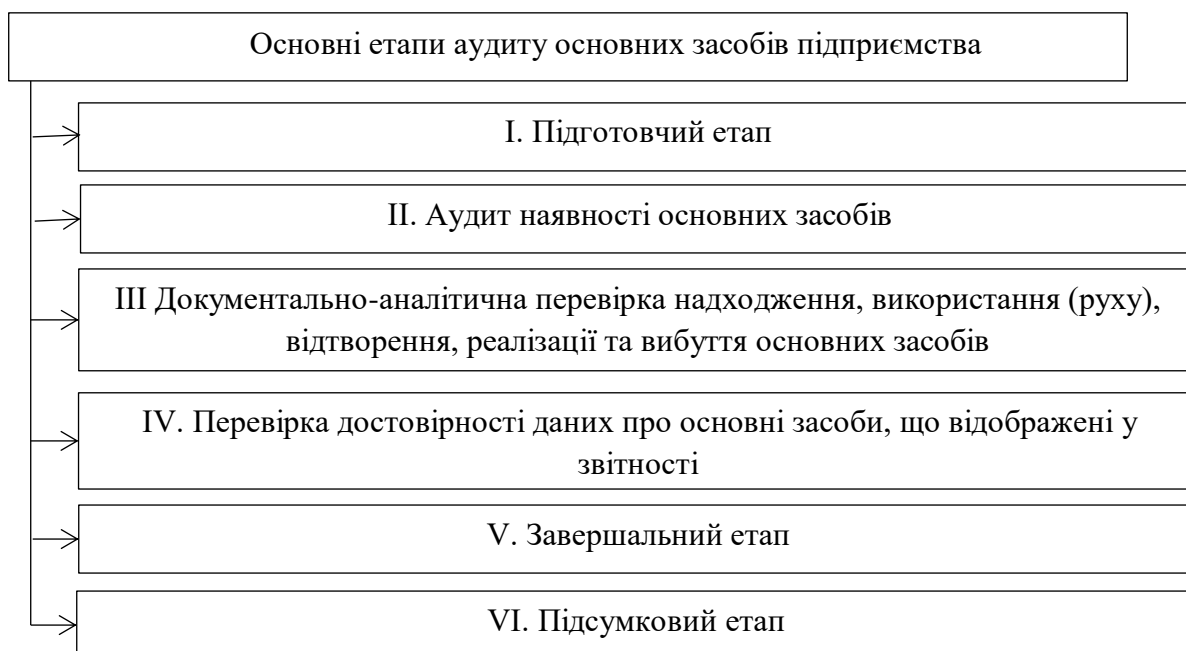 Основні етапи аудиту основних засобів підприємства
I. Підготовчий етап
II. Аудит наявності основних засобів
III Документально-аналітична перевірка надходження, використання (руху),
відтворення, реалізації та вибуття основних засобів
IV. Перевірка достовірності даних про основні засоби, що відображені у
звітності
V. Завершальний етап
VI. Підсумковий етап